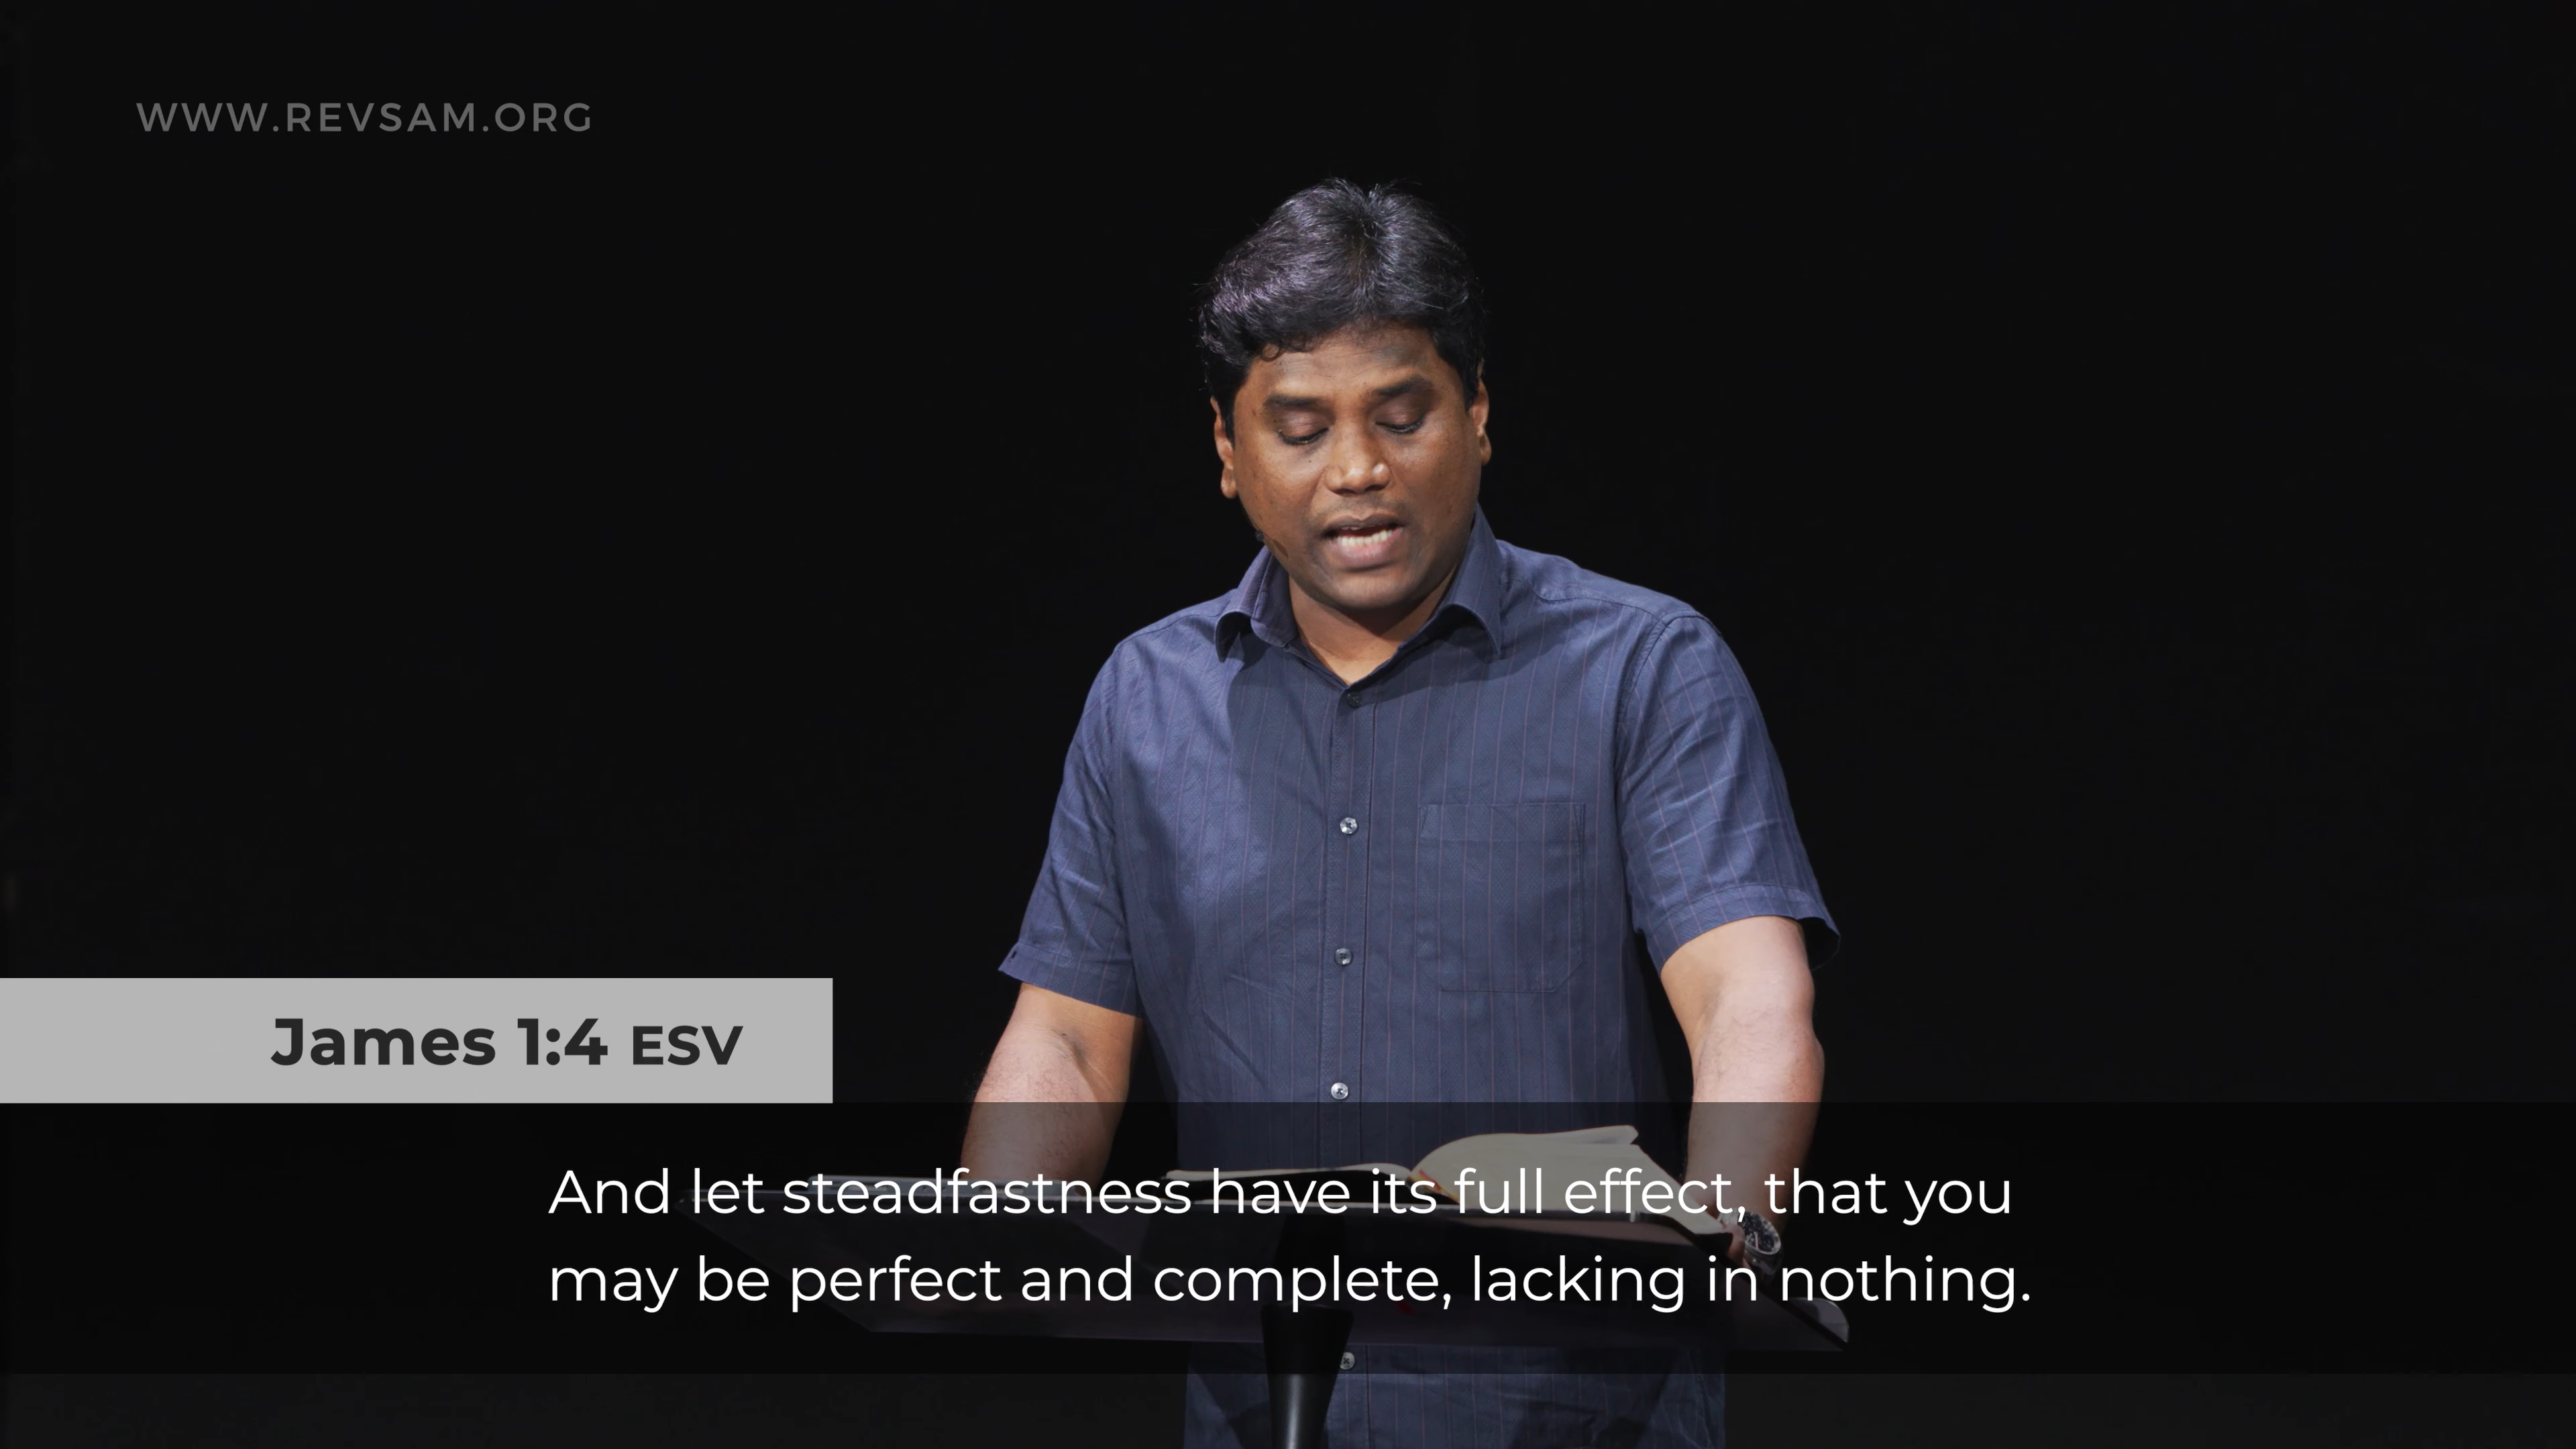 WWW.REVSAM.ORG
James 1:4 ESV
And let steadfastness have its full effect, that you
may be perfect and complete, lacking in nothing.